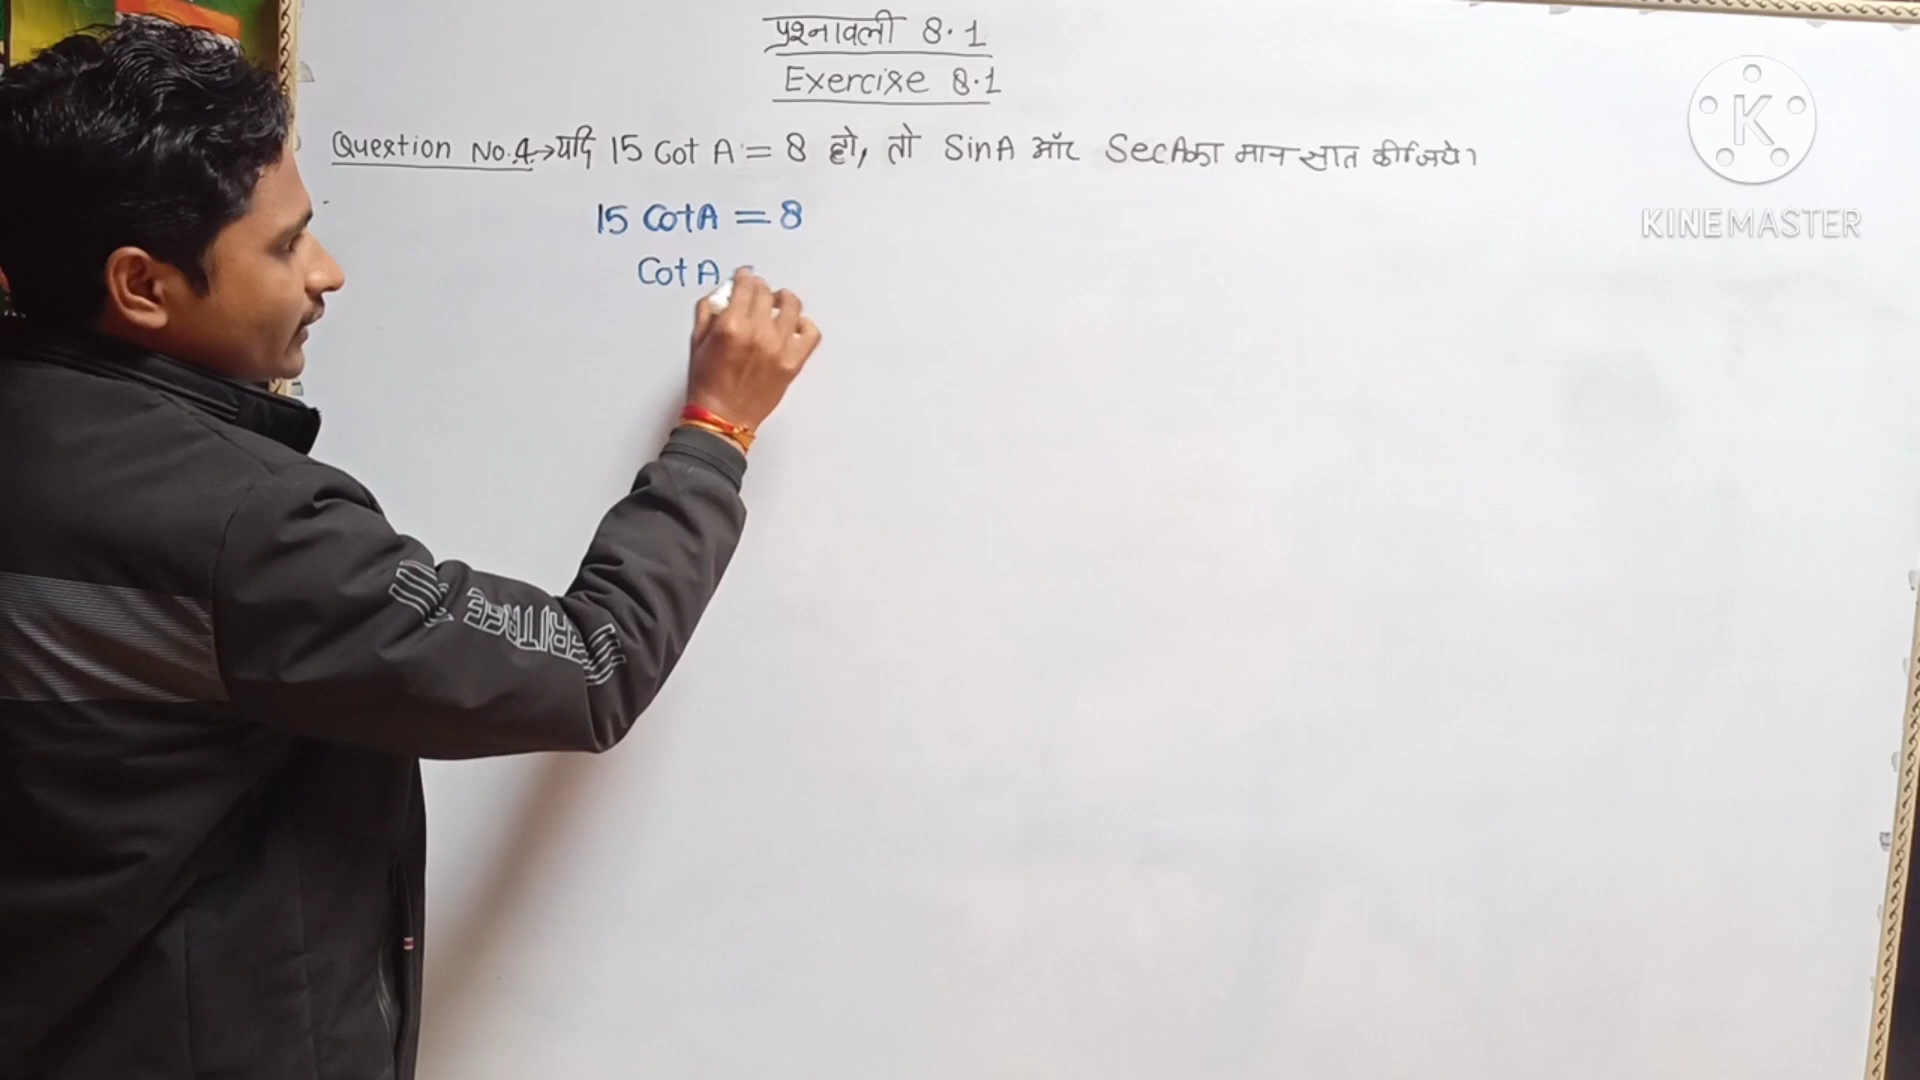 प्रश्नावली 8.1
Exercise 8.1
Question No.4→यदि 15 Cot A = 8 हो, तो SinA और SecAका मान ज्ञात कीजिये।
15 CotA = 8
Cot A =
K
KINEMASTER